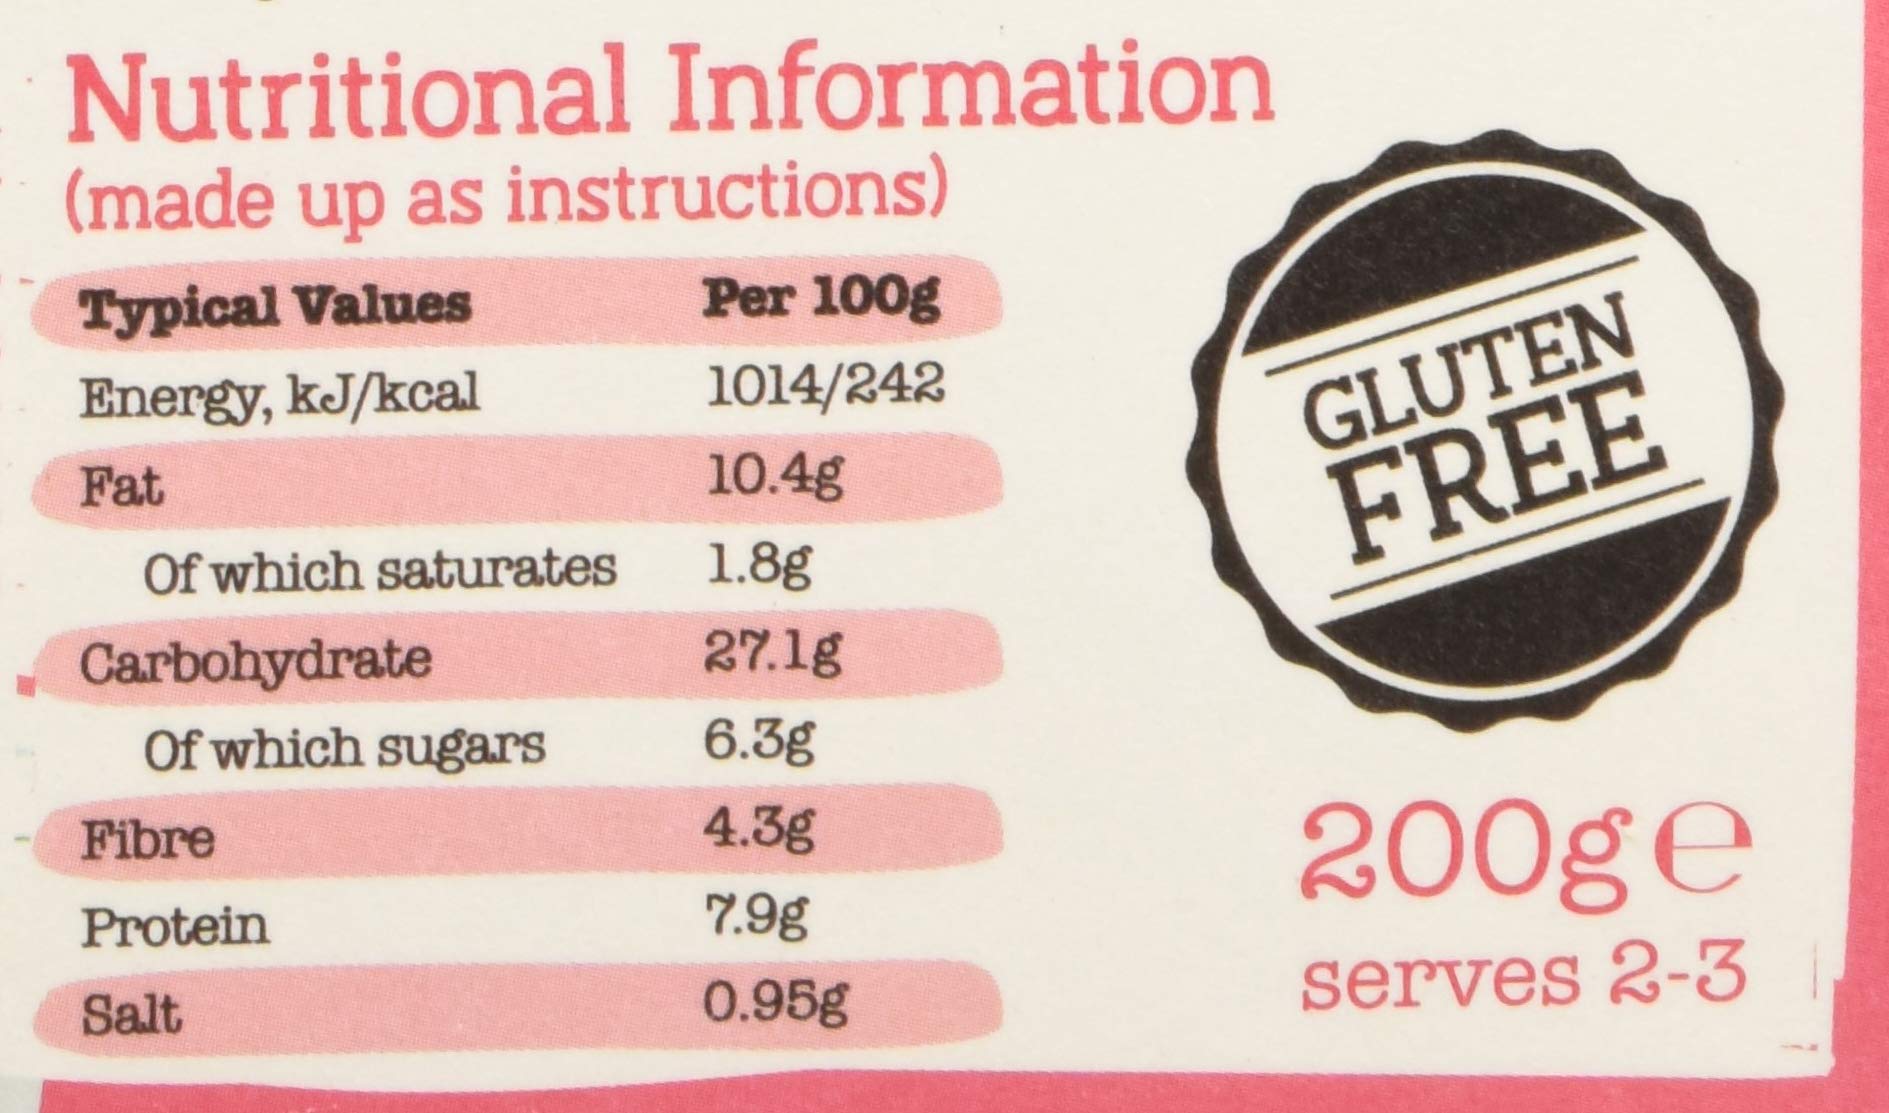 Nutritional Information
(made up as instructions)
Typical Values Per 100g
Energy, kJ/kcal 1014/242
Fat 10.4g
Of which saturates 1.8g
Carbohydrate 27.1g
Of which sugars 6.3g
Fibre 4.3g
Protein 7.9g
Salt 0.95g
GLUTEN
FREE
200g ℮
serves 2-3